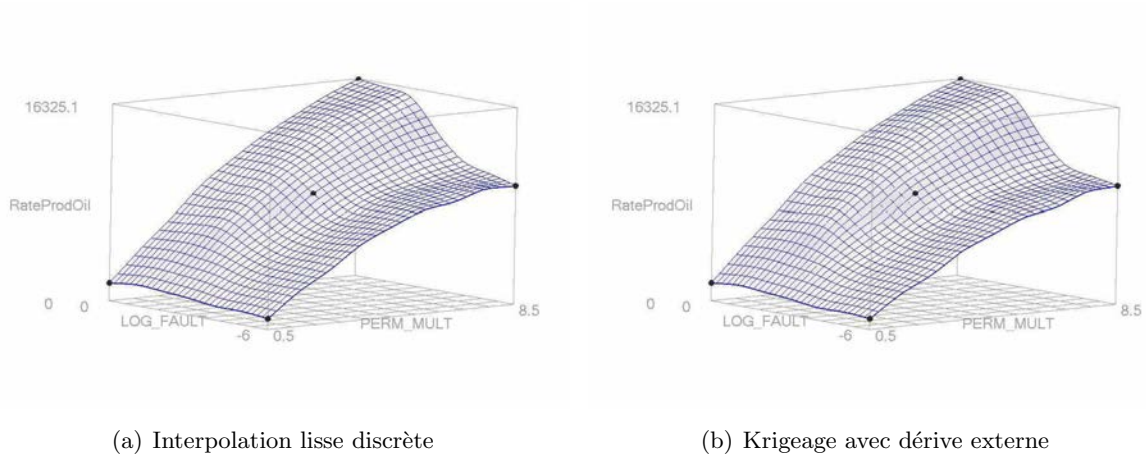 16325.1
RateProdOil
0
0
LOG_FAULT
-6
0.5
PERM_MULT
8.5
16325.1
RateProdOil
0
0
LOG_FAULT
-6
0.5
PERM_MULT
8.5
(a) Interpolation lisse discrète
(b) Krigeage avec dérive externe